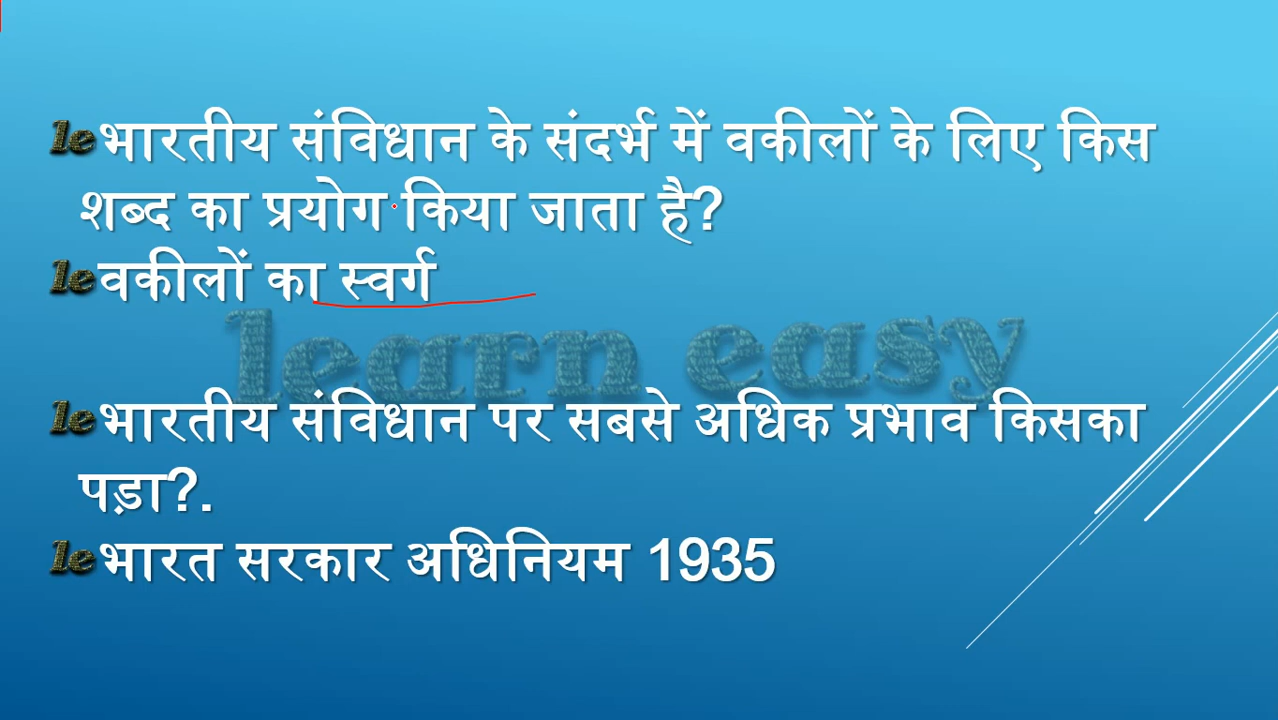 le भारतीय संविधान के संदर्भ में वकीलों के लिए किस
शब्द का प्रयोग किया जाता है?
le वकीलों का स्वर्ग
learn easy
le भारतीय संविधान पर सबसे अधिक प्रभाव किसका
पड़ा?.
le भारत सरकार अधिनियम 1935